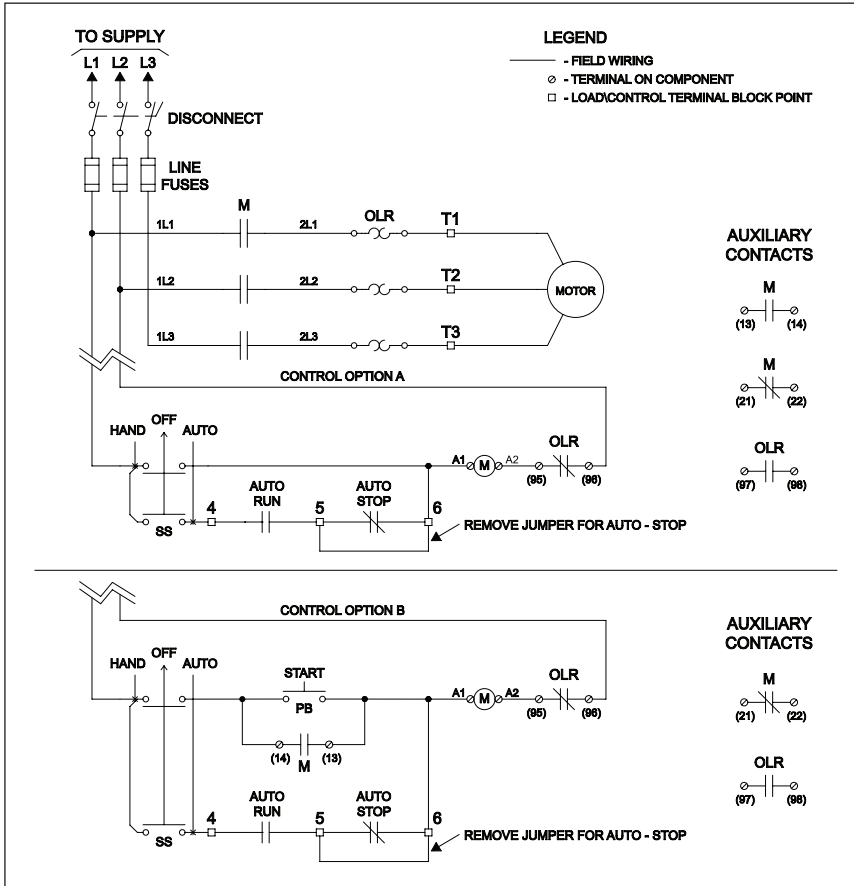 TO SUPPLY
L1 L2 L3
DISCONNECT
LINE
FUSES
LEGEND
- FIELD WIRING
- TERMINAL ON COMPONENT
- LOAD\CONTROL TERMINAL BLOCK POINT
M
OLR
1L1
2L1
T1
1L2
2L2
T2
1L3
2L3
T3
MOTOR
AUXILIARY
CONTACTS
M
(13) (14)
M
(21) (22)
OLR
(97) (98)
CONTROL OPTION A
HAND
OFF
AUTO
A1
M
A2
OLR
(95) (96)
SS
4
AUTO
RUN
5
AUTO
STOP
6
REMOVE JUMPER FOR AUTO - STOP
CONTROL OPTION B
HAND
OFF
AUTO
START
PB
(14) (13)
M
A1
M
A2
OLR
(95) (96)
SS
4
AUTO
RUN
5
AUTO
STOP
6
REMOVE JUMPER FOR AUTO - STOP
AUXILIARY
CONTACTS
M
(21) (22)
OLR
(97) (98)